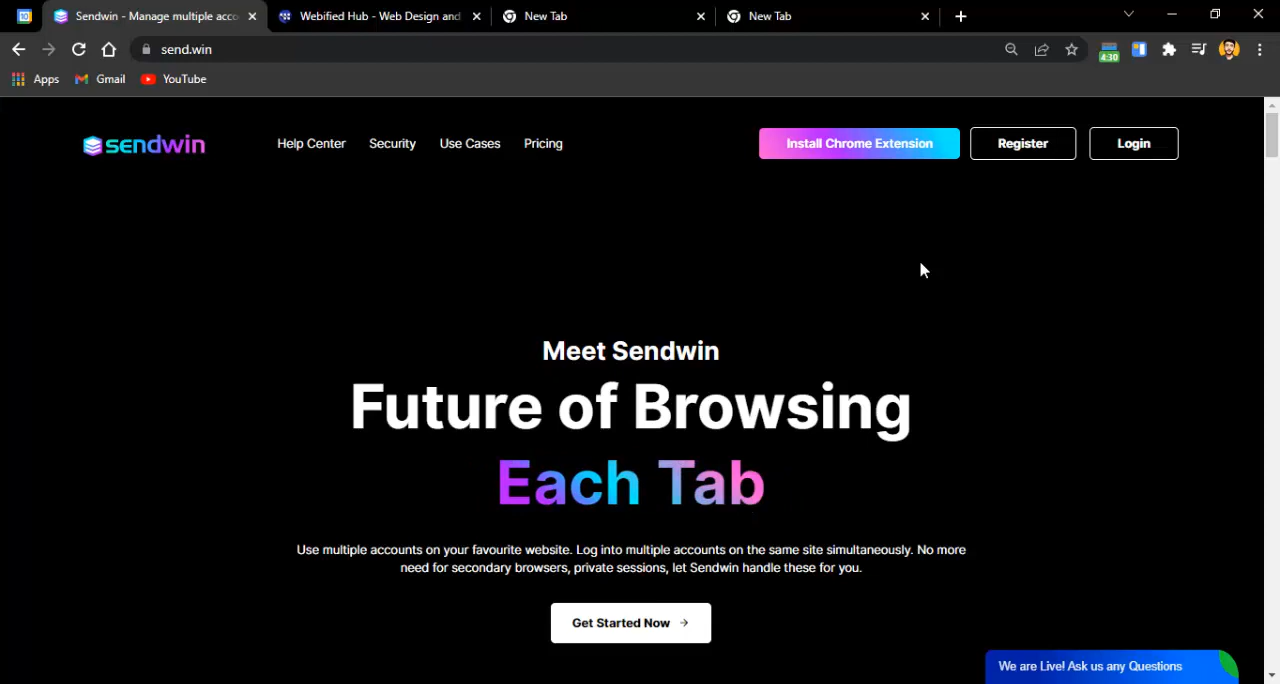 Sendwin - Manage multiple acco
Webified Hub - Web Design and
New Tab
New Tab
send.win
4:30
Apps
Gmail
YouTube
sendwin
Help Center
Security
Use Cases
Pricing
Install Chrome Extension
Register
Login
Meet Sendwin
Future of Browsing
Each Tab
Use multiple accounts on your favourite website. Log into multiple accounts on the same site simultaneously. No more
need for secondary browsers, private sessions, let Sendwin handle these for you.
Get Started Now →
We are Live! Ask us any Questions